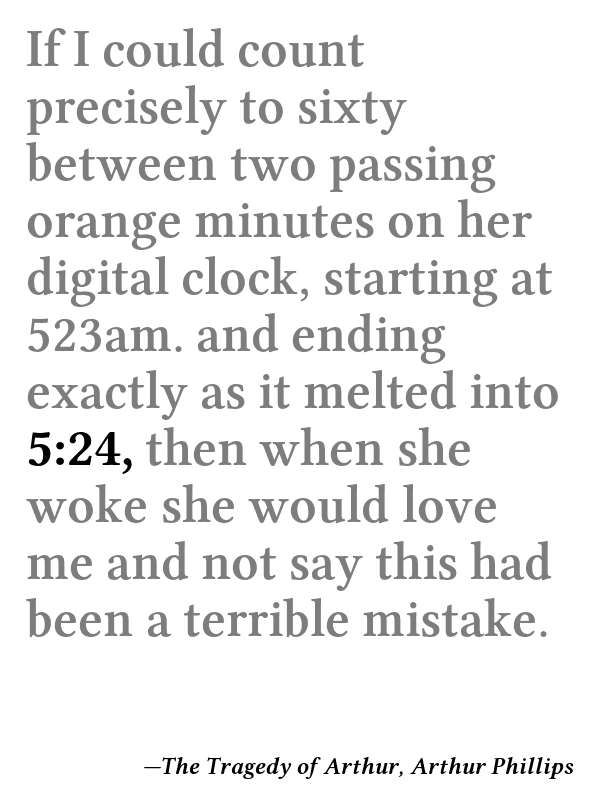 If I could count
precisely to sixty
between two passing
orange minutes on her
digital clock, starting at
523am. and ending
exactly as it melted into
5:24, then when she
woke she would love
me and not say this had
been a terrible mistake.
—The Tragedy of Arthur, Arthur Phillips